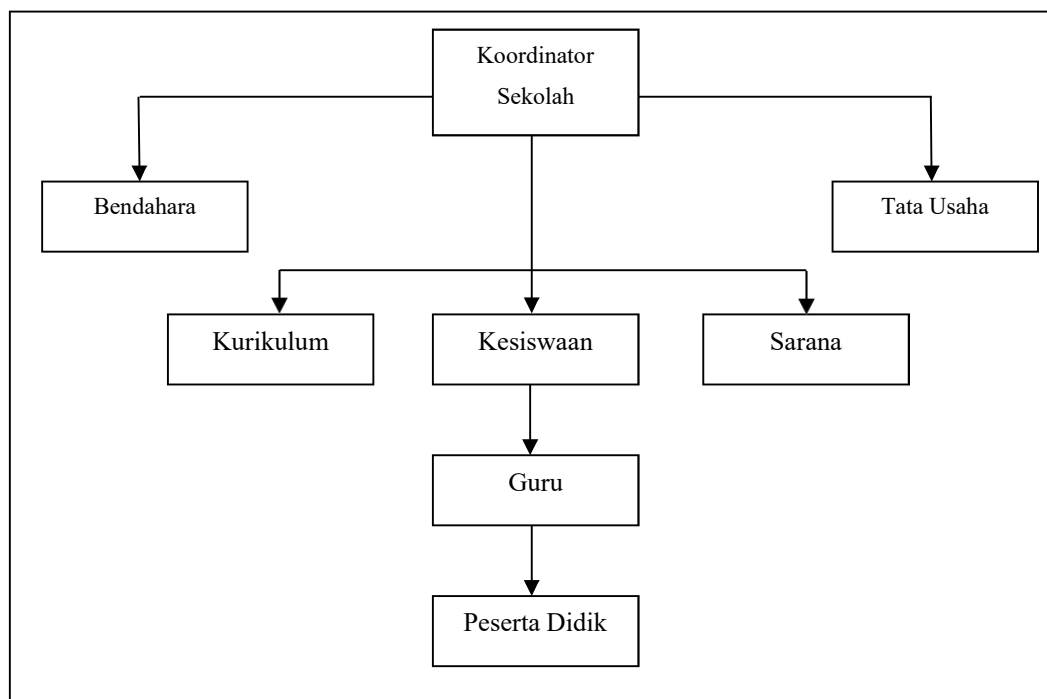 Koordinator
Sekolah
Bendahara
Tata Usaha
Kurikulum
Kesiswaan
Sarana
Guru
Peserta Didik